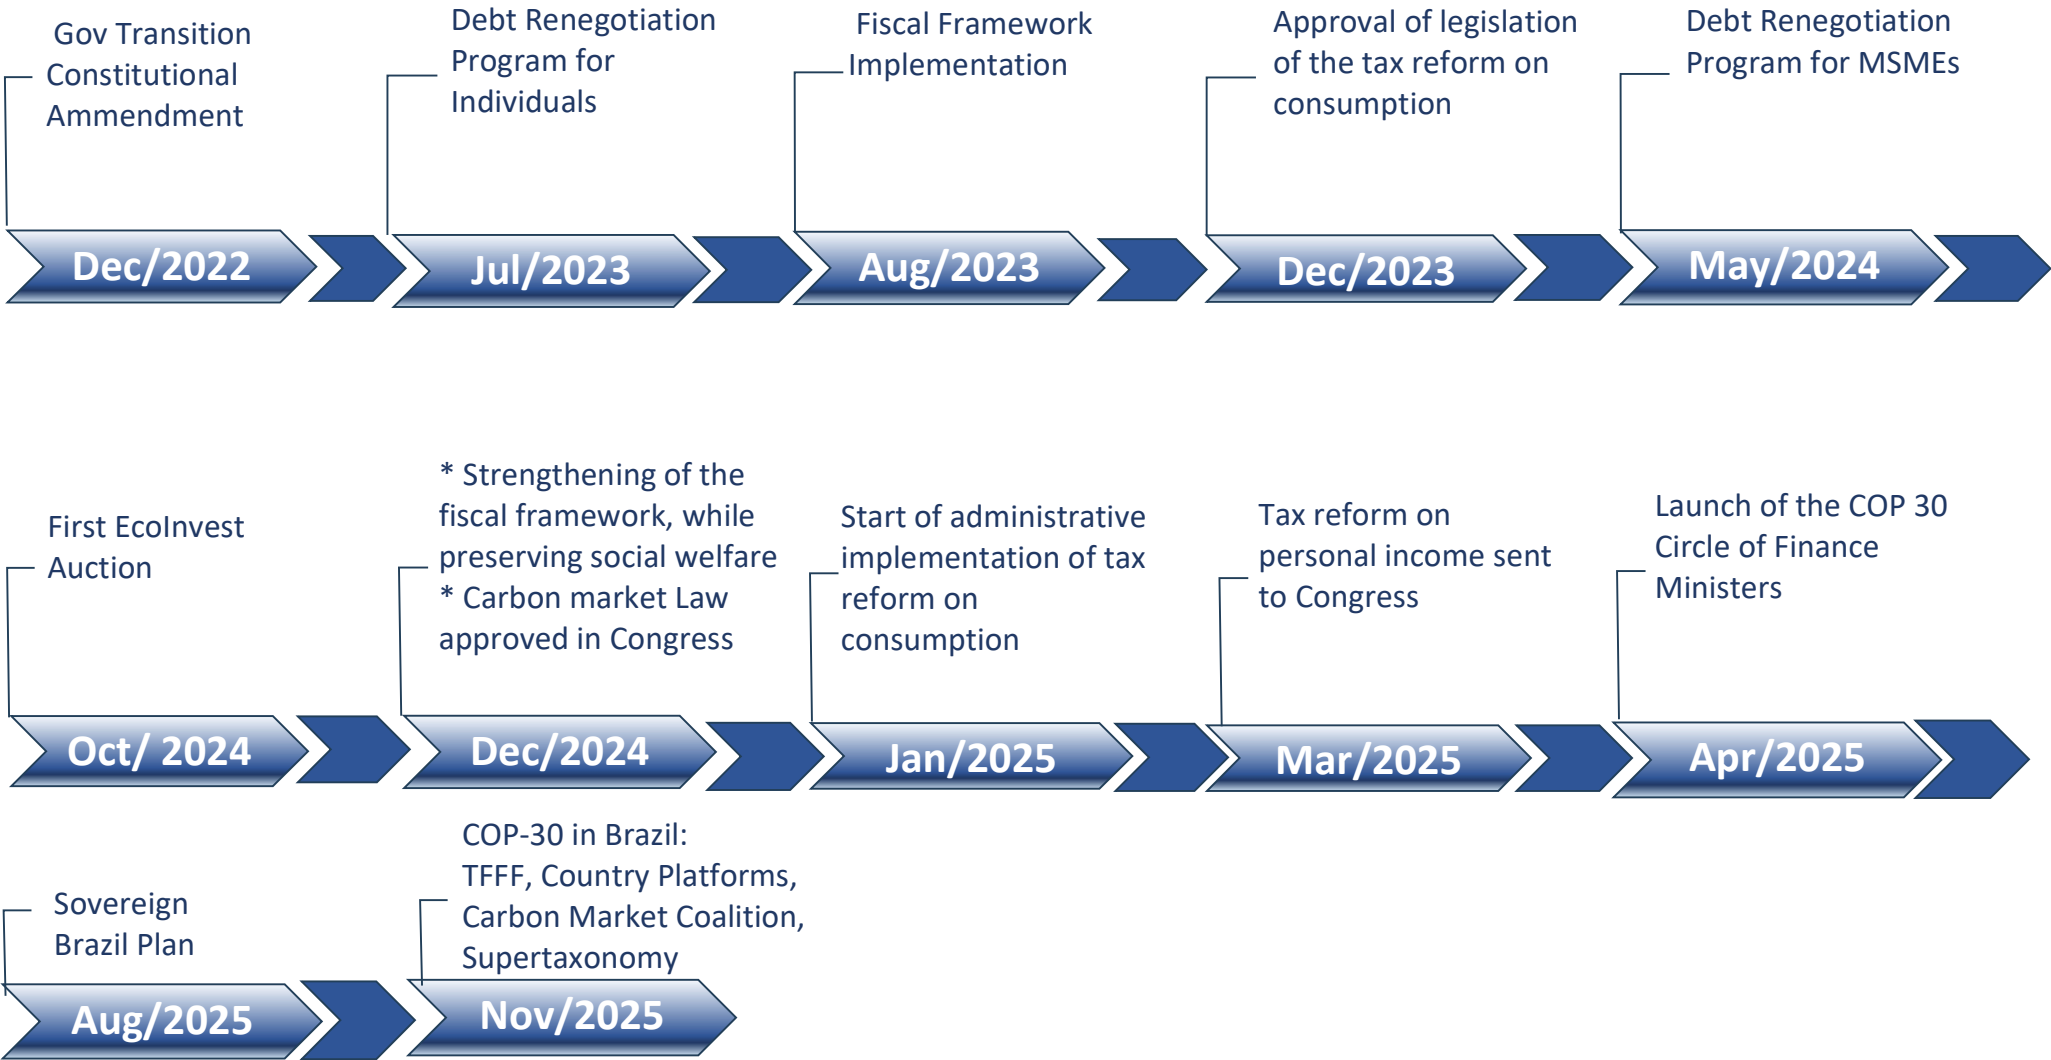 Gov Transition
Constitutional
Ammendment
Dec/2022
Debt Renegotiation
Program for
Individuals
Jul/2023
Fiscal Framework
Implementation
Aug/2023
Approval of legislation
of the tax reform on
consumption
Dec/2023
Debt Renegotiation
Program for MSMEs
May/2024
First EcoInvest
Auction
Oct/ 2024
* Strengthening of the
fiscal framework, while
preserving social welfare
* Carbon market Law
approved in Congress
Dec/2024
Start of administrative
implementation of tax
reform on
consumption
Jan/2025
Tax reform on
personal income sent
to Congress
Mar/2025
Launch of the COP 30
Circle of Finance
Ministers
Apr/2025
Sovereign
Brazil Plan
Aug/2025
COP-30 in Brazil:
TFFF, Country Platforms,
Carbon Market Coalition,
Supertaxonomy
Nov/2025